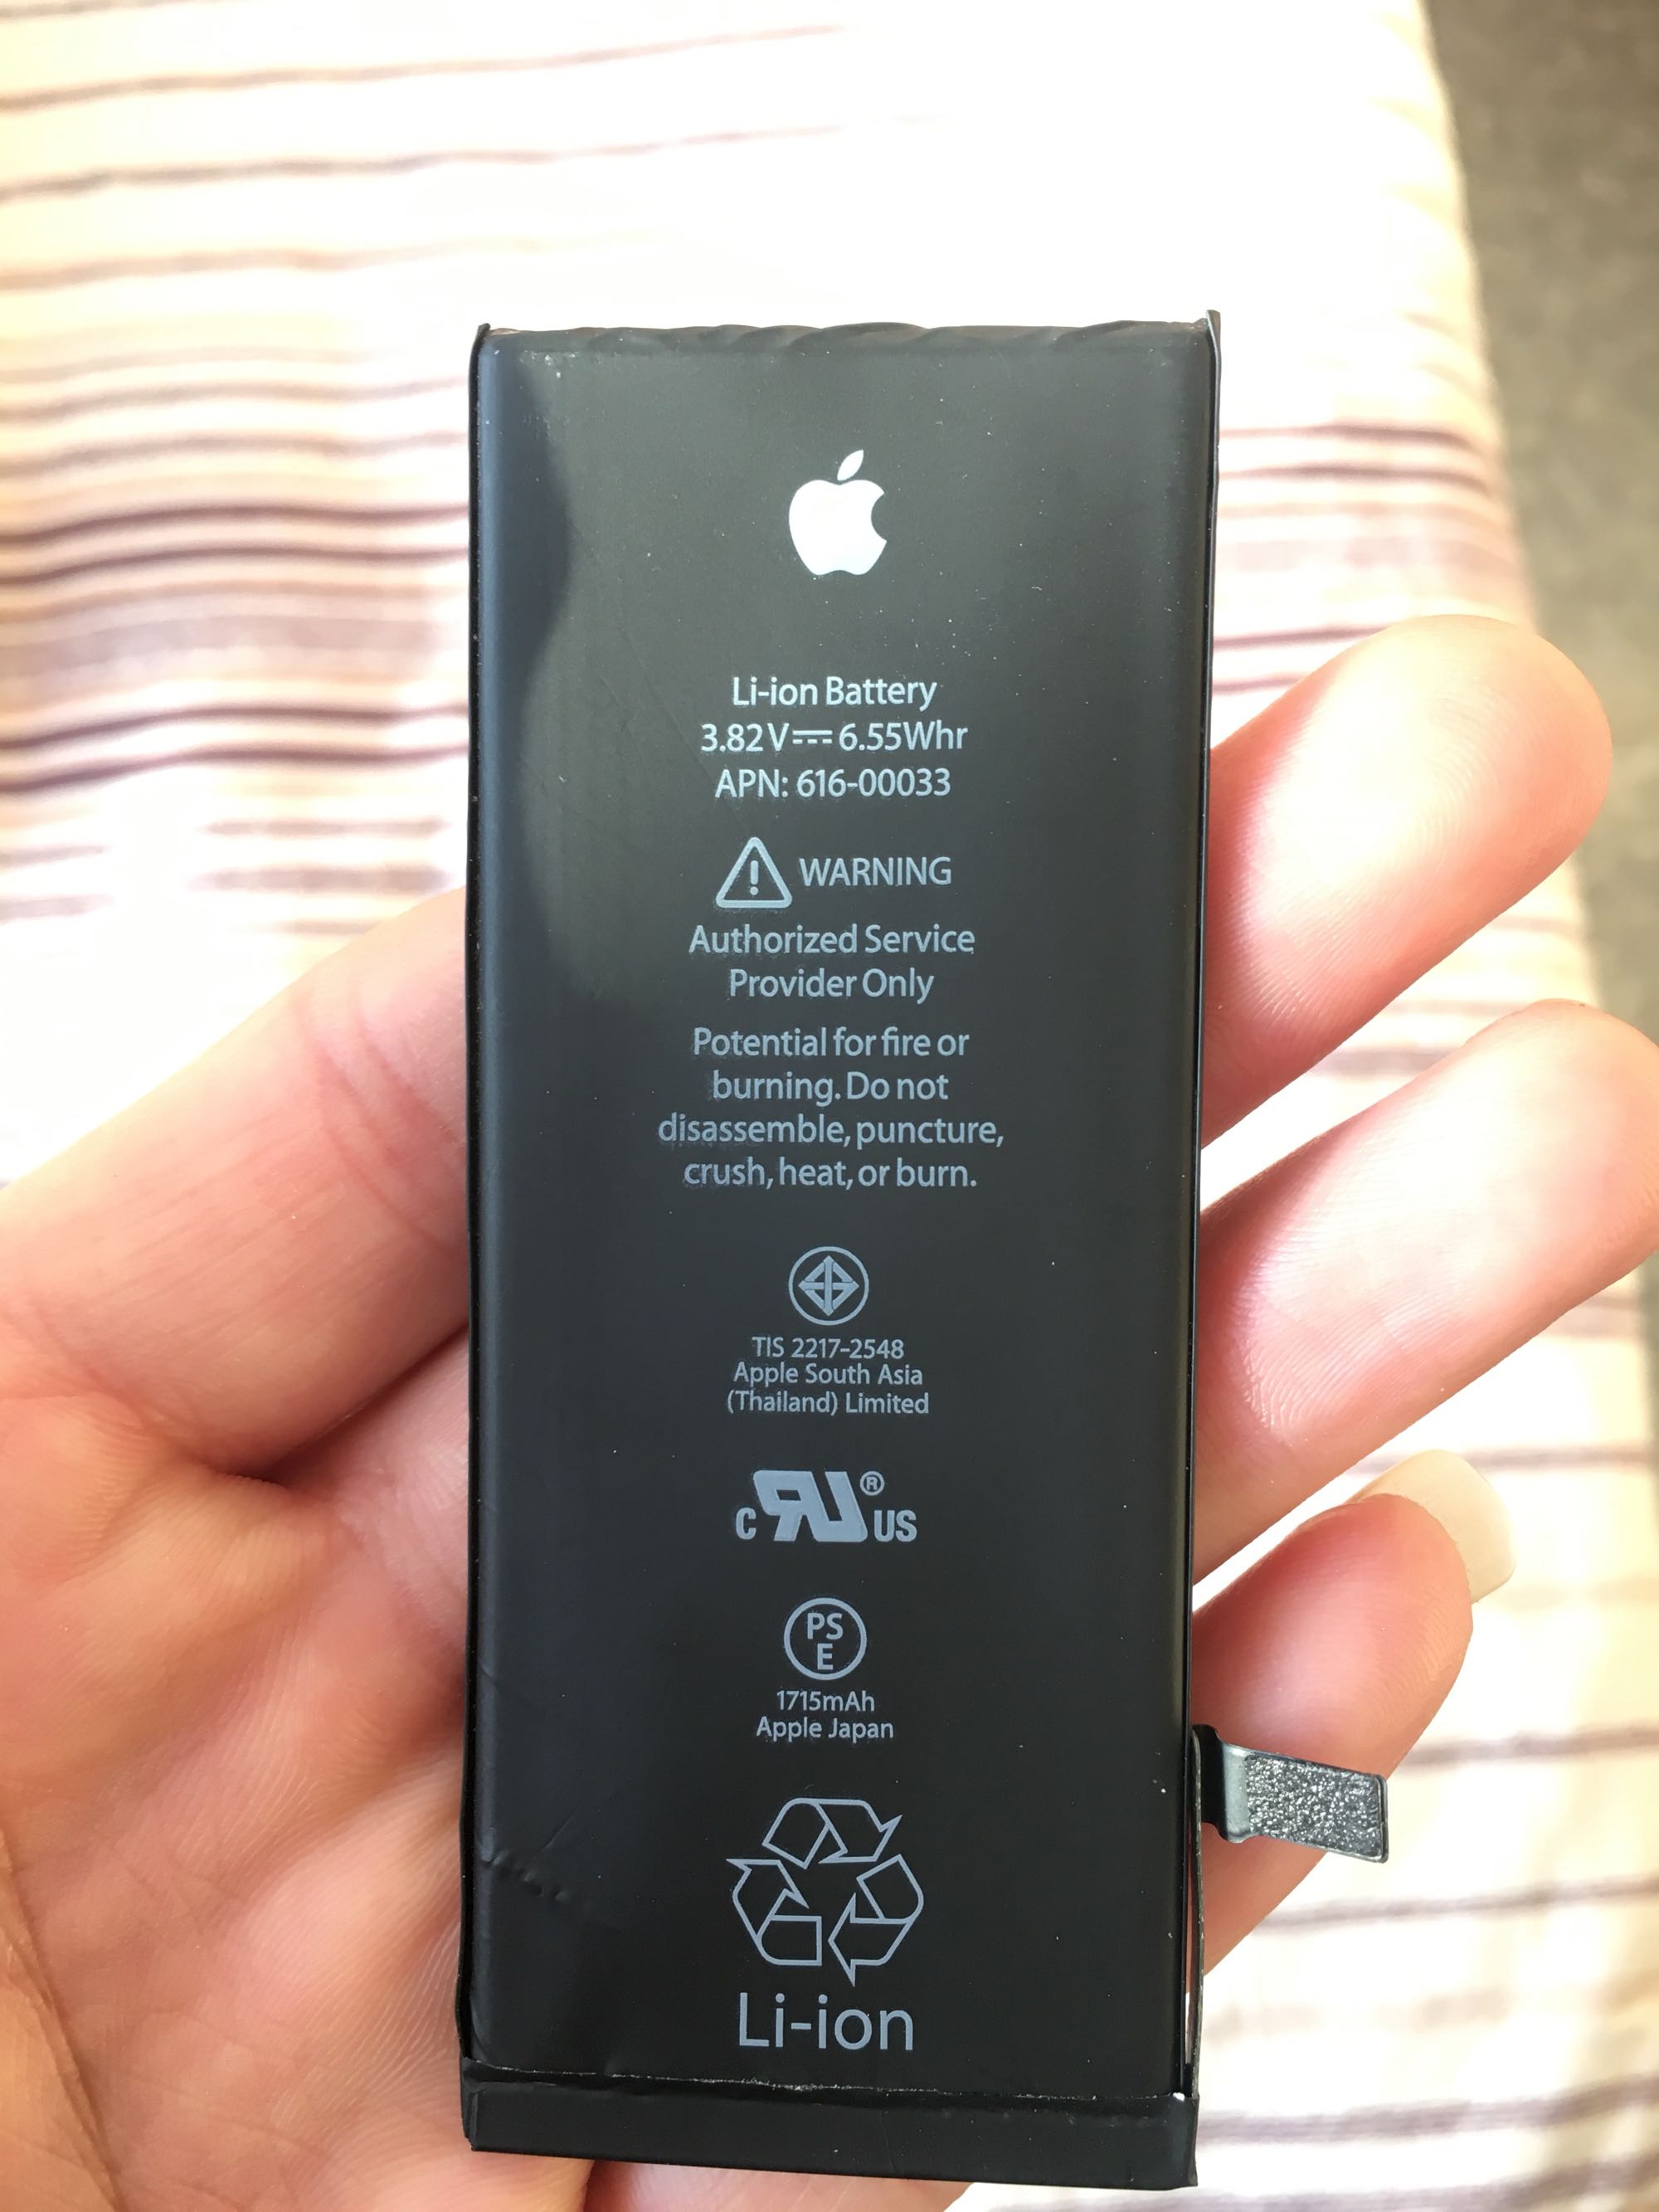 Li-ion Battery
3.82V⎓6.55Whr
APN: 616-00033
WARNING
Authorized Service
Provider Only
Potential for fire or
burning. Do not
disassemble, puncture,
crush, heat, or burn.
TIS 2217-2548
Apple South Asia
(Thailand) Limited
c RU ® US
PS
E
1715mAh
Apple Japan
Li-ion